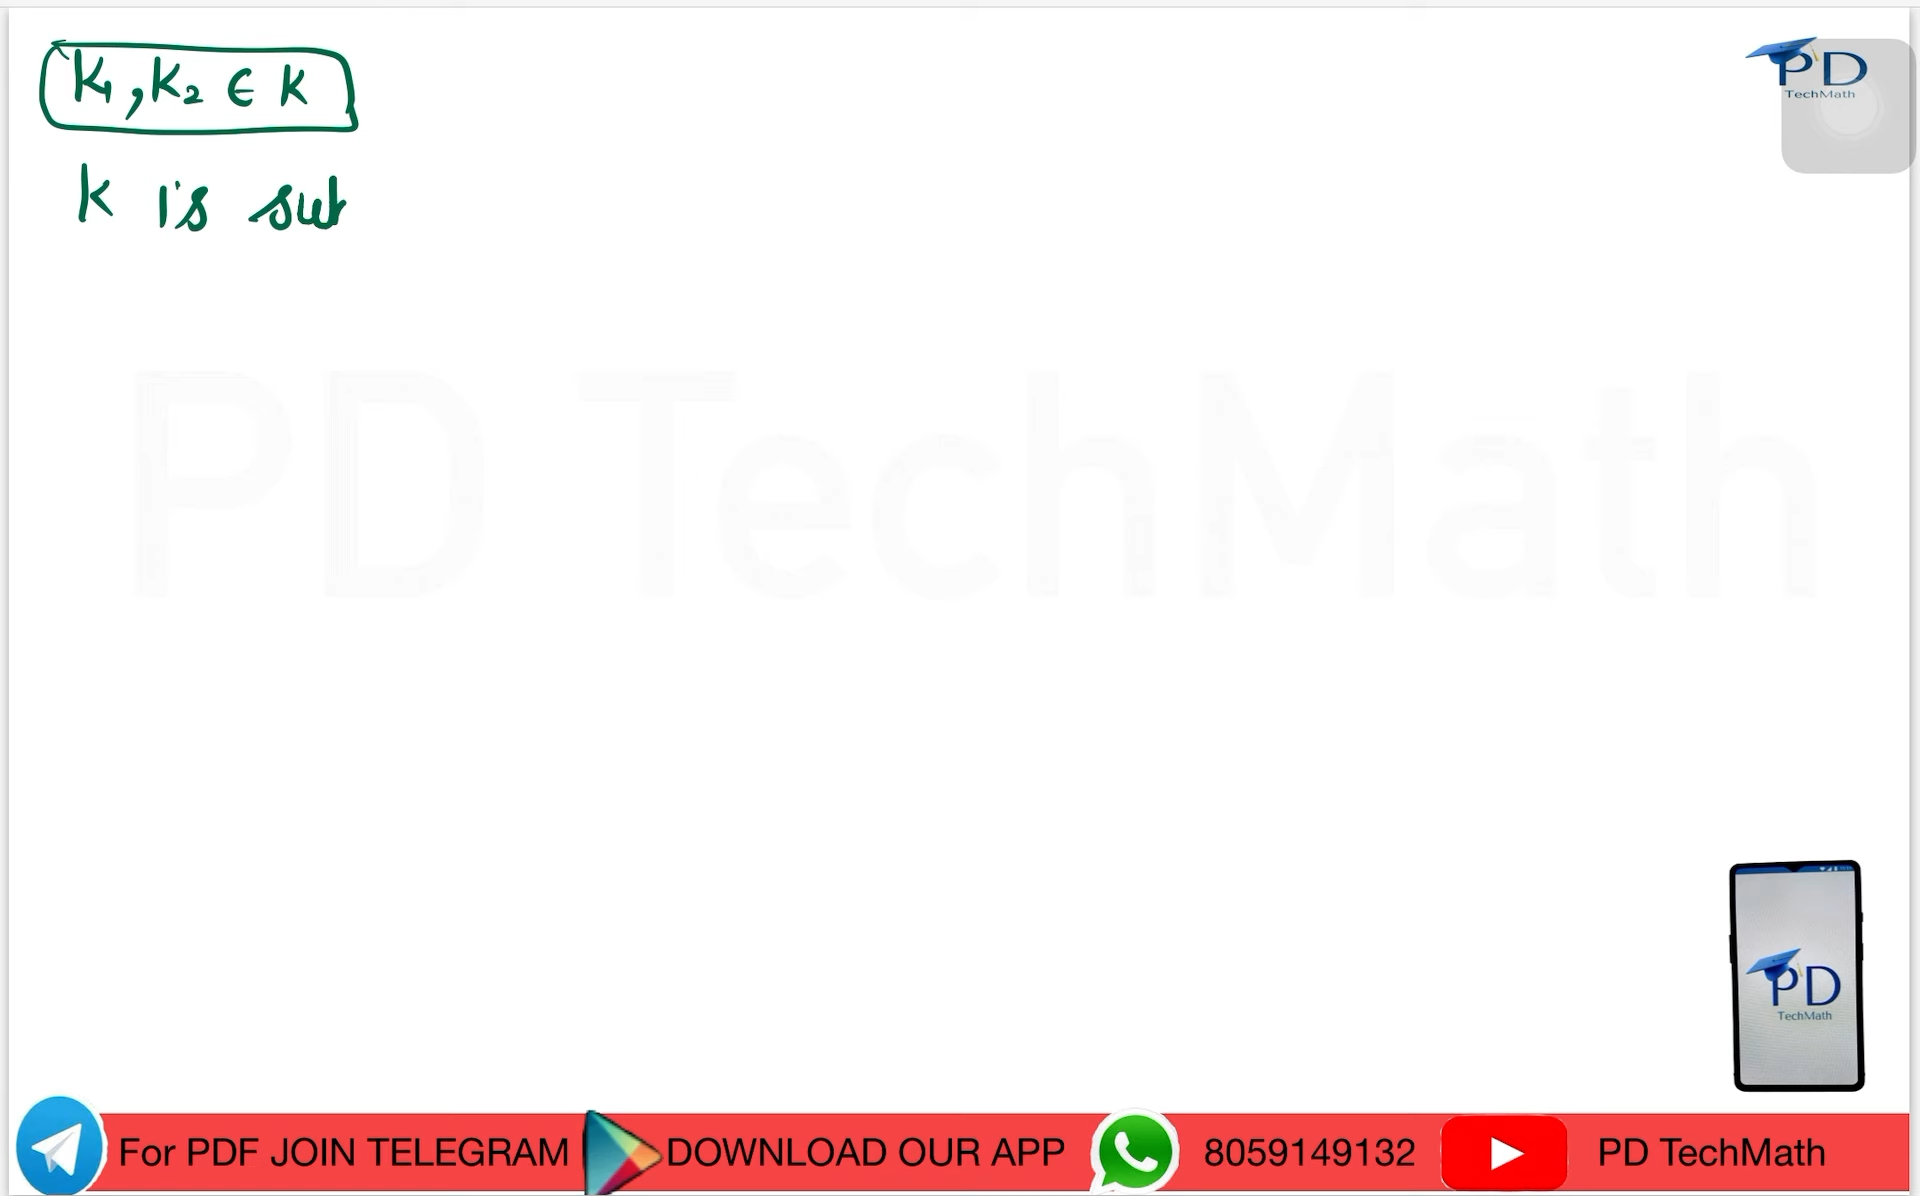 k₁, k₂ ∈ k
PD
TechMath
k is sub
PD TechMath
PD
TechMath
For PDF JOIN TELEGRAM DOWNLOAD OUR APP 8059149132 PD TechMath